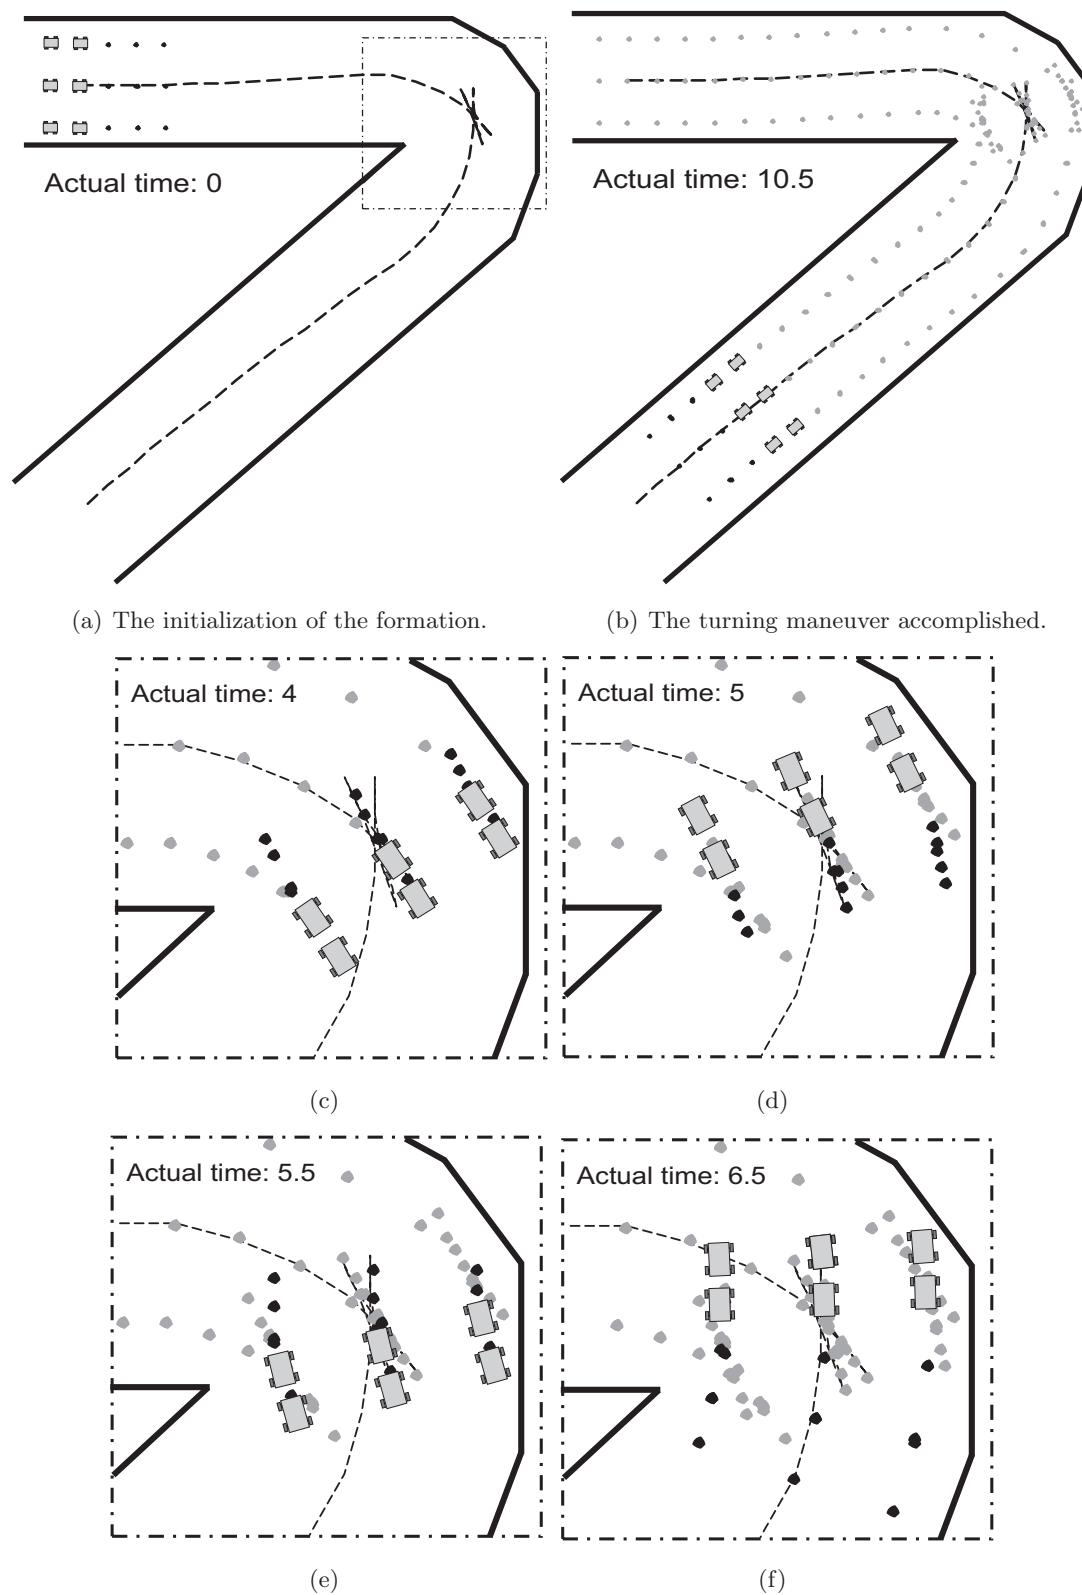 Actual time: 0
Actual time: 10.5
(a) The initialization of the formation.
(b) The turning maneuver accomplished.
Actual time: 4
Actual time: 5
(c)
(d)
Actual time: 5.5
Actual time: 6.5
(e)
(f)